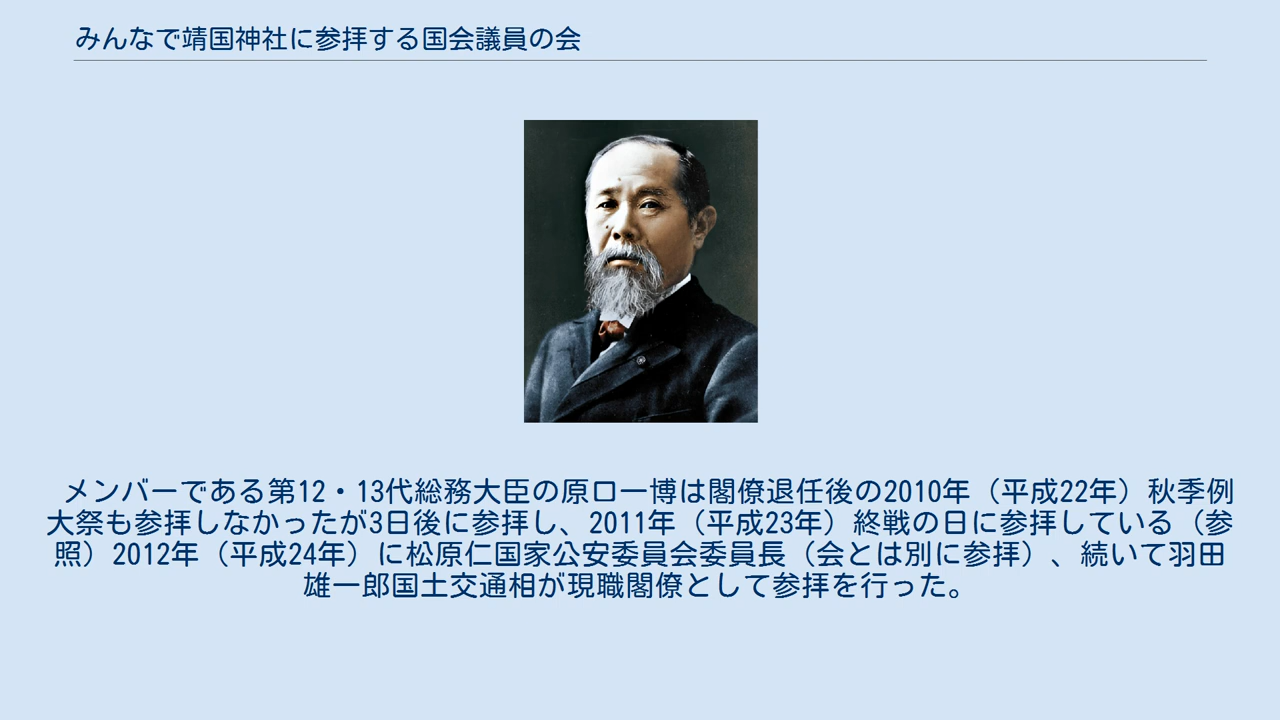 みんなで靖国神社に参拝する国会議員の会
メンバーである第12・13代総務大臣の原口一博は閣僚退任後の2010年（平成22年）秋季例
大祭も参拝しなかったが3日後に参拝し、2011年（平成23年）終戦の日に参拝している（参
照）2012年（平成24年）に松原仁国家公安委員会委員長（会とは別に参拝）、続いて羽田
雄一郎国土交通相が現職閣僚として参拝を行った。